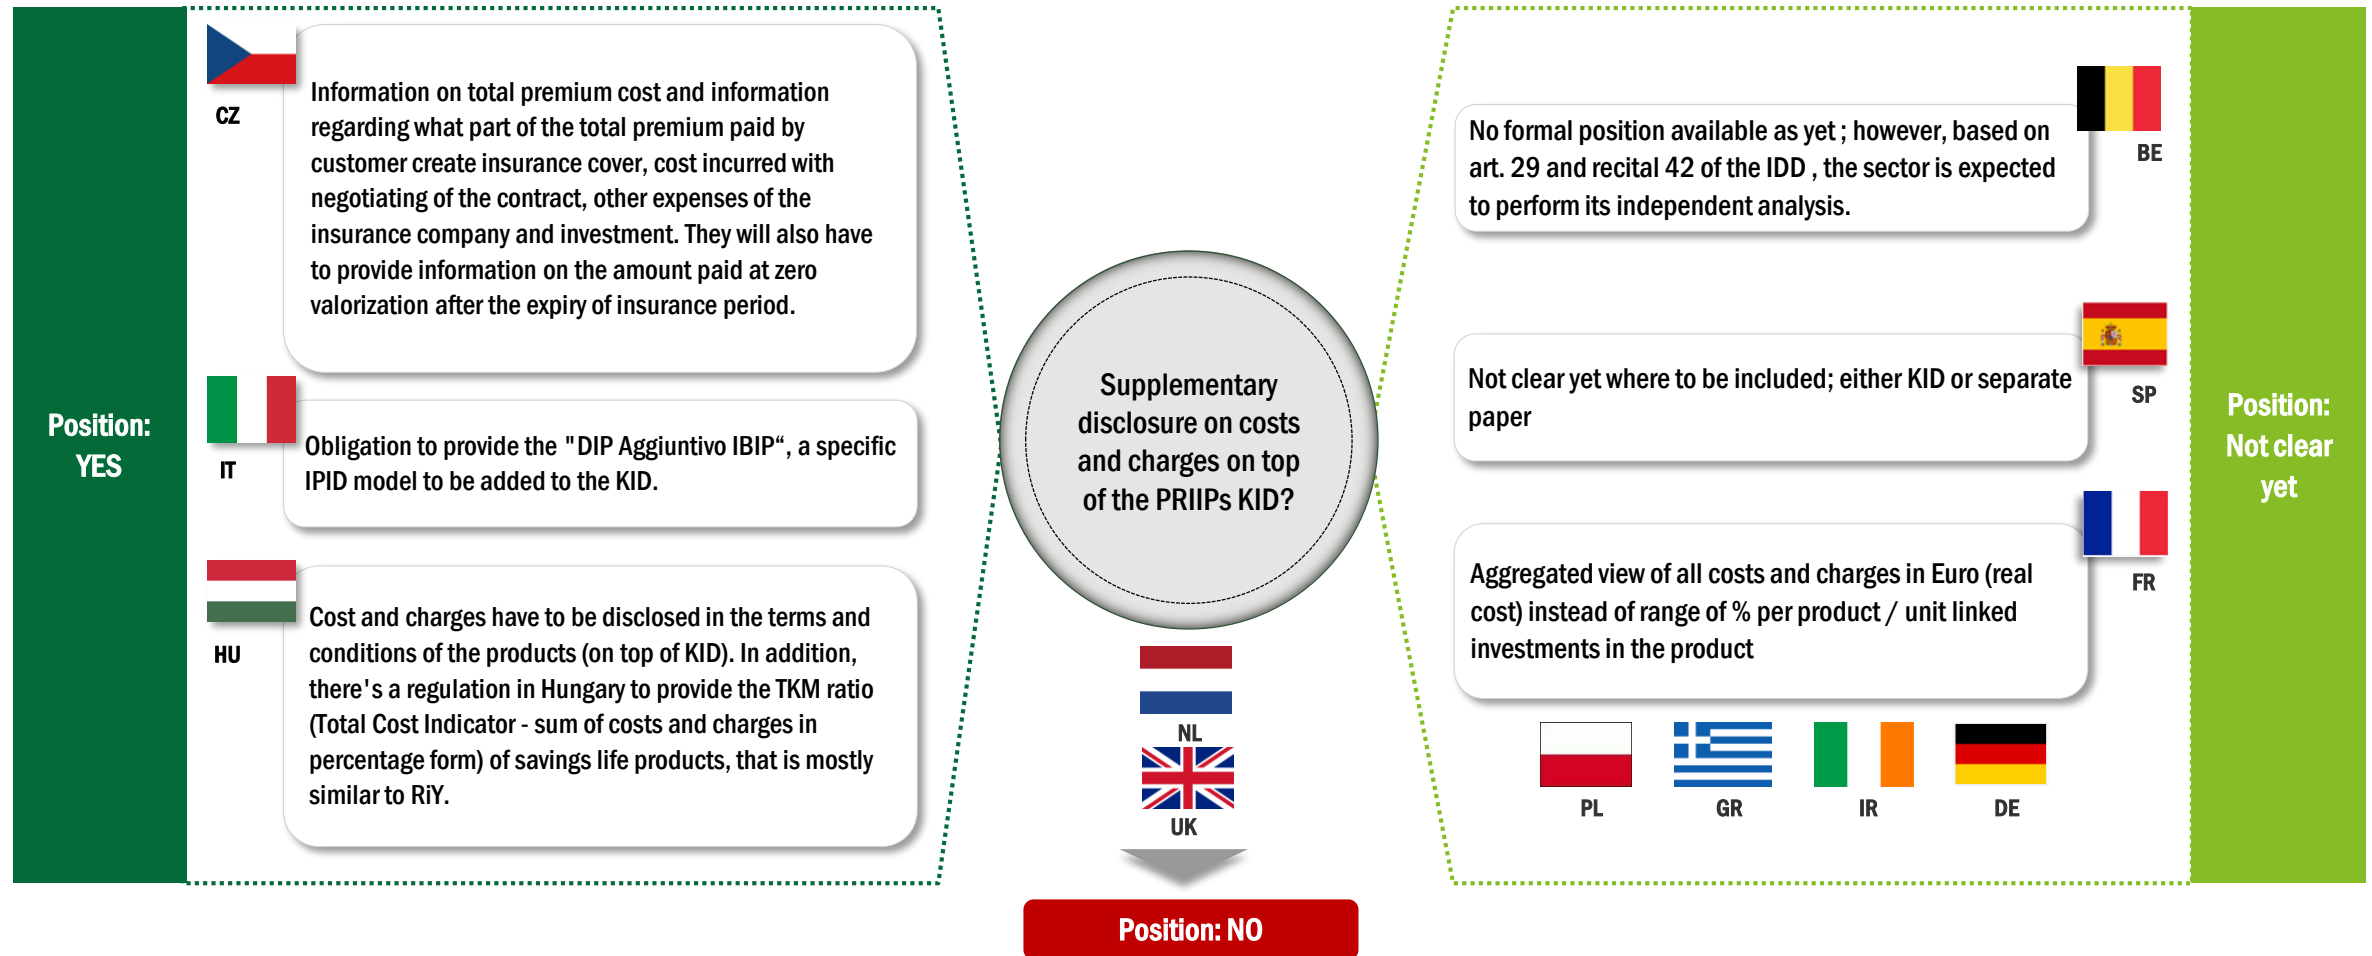 Position:
YES
CZ
Information on total premium cost and information
regarding what part of the total premium paid by
customer create insurance cover, cost incurred with
negotiating of the contract, other expenses of the
insurance company and investment. They will also have
to provide information on the amount paid at zero
valorization after the expiry of insurance period.
IT
Obligation to provide the "DIP Aggiuntivo IBIP“, a specific
IPID model to be added to the KID.
HU
Cost and charges have to be disclosed in the terms and
conditions of the products (on top of KID). In addition,
there's a regulation in Hungary to provide the TKM ratio
(Total Cost Indicator - sum of costs and charges in
percentage form) of savings life products, that is mostly
similar to RiY.
Supplementary
disclosure on costs
and charges on top
of the PRIIPs KID?
NL
UK
Position: NO
No formal position available as yet ; however, based on
art. 29 and recital 42 of the IDD , the sector is expected
to perform its independent analysis.
BE
Not clear yet where to be included; either KID or separate
paper
SP
Aggregated view of all costs and charges in Euro (real
cost) instead of range of % per product / unit linked
investments in the product
FR
PL
GR
IR
DE
Position:
Not clear
yet